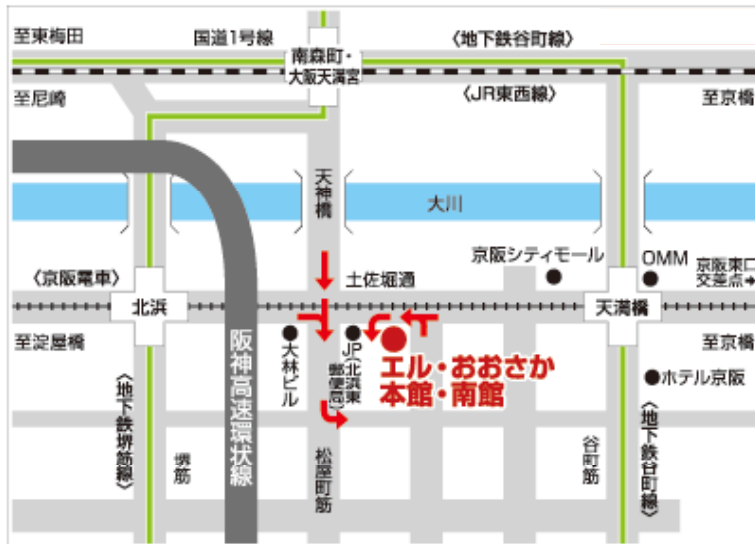 至東梅田
国道1号線
〈地下鉄谷町線〉
南森町・
大阪天満宮
至尼崎
〈JR東西線〉
至京橋
天神橋
大川
京阪シティモール
OMM
京阪東口
交差点→
〈京阪電車〉
土佐堀通
北浜
天満橋
至淀屋橋
大林ビル
JP(北浜東
郵便局)
エル・おおさか
本館・南館
至京橋
ホテル京阪
阪神高速環状線
〈地下鉄堺筋線〉
堺筋
松屋町筋
谷町筋
〈地下鉄谷町線〉